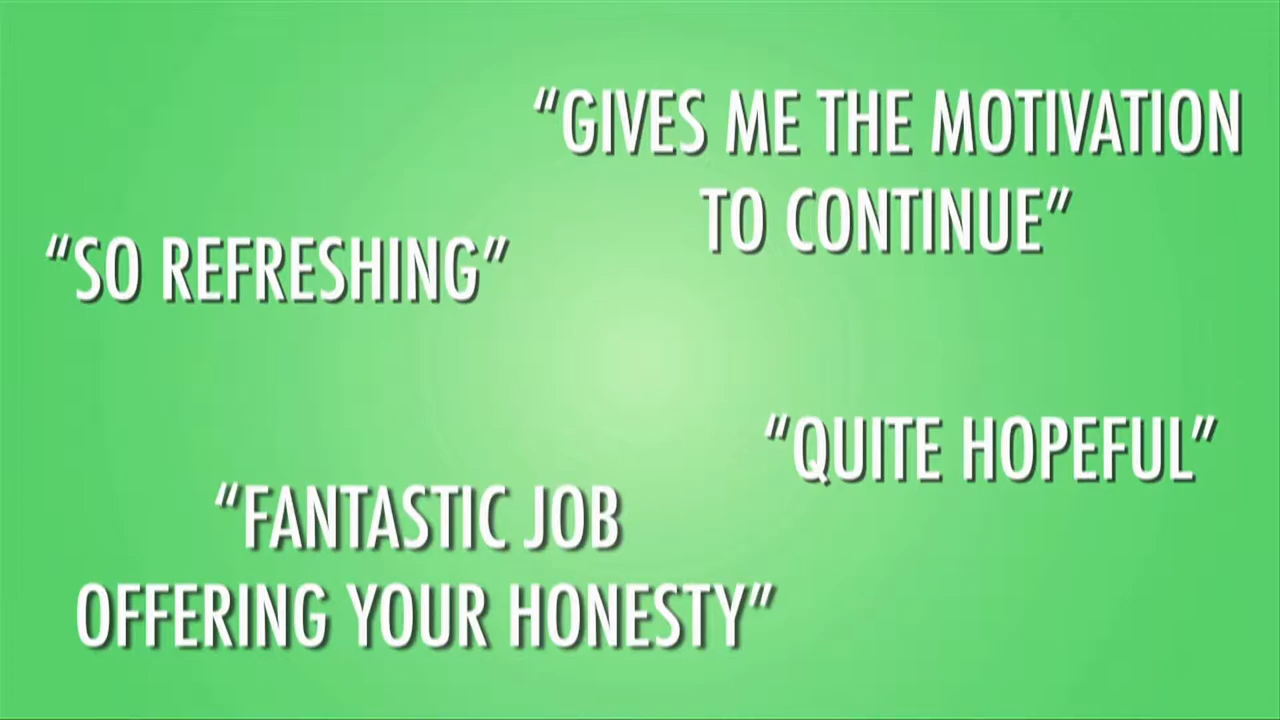 “GIVES ME THE MOTIVATION
TO CONTINUE”
“SO REFRESHING”
“QUITE HOPEFUL”
“FANTASTIC JOB
OFFERING YOUR HONESTY”